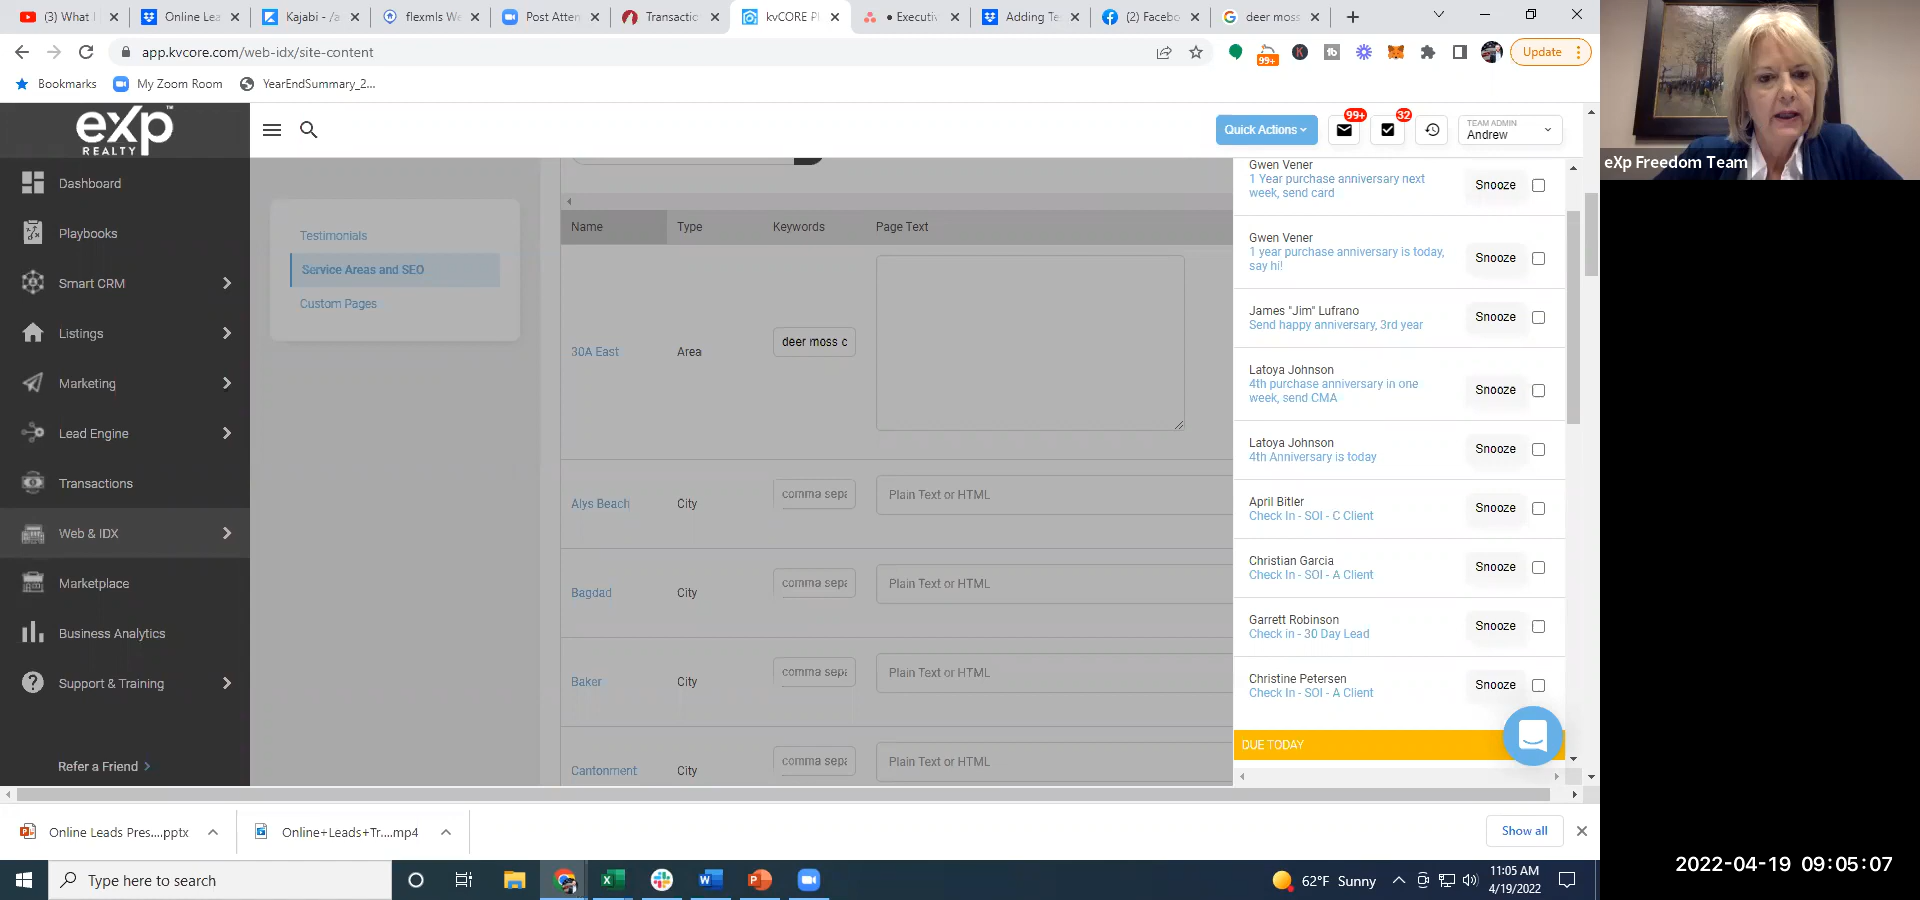 (3) What I
Online Lea
Kajabi - /a
flexmls We
Post Atten
Transactio
kvCORE Pl
Executiv
Adding Te
(2) Facebo
deer moss
app.kvcore.com/web-idx/site-content
99+
Update
Bookmarks
My Zoom Room
YearEndSummary_2...
eXp
REALTY
TM
Quick Actions
99+
32
TEAM ADMIN
Andrew
Dashboard
Playbooks
Smart CRM
Listings
Marketing
Lead Engine
Transactions
Web & IDX
Marketplace
Business Analytics
Support & Training
Refer a Friend
Testimonials
Service Areas and SEO
Custom Pages
Name
Type
Keywords
Page Text
30A East
Area
deer moss c
Alys Beach
City
comma sepa
Plain Text or HTML
Bagdad
City
comma sepa
Plain Text or HTML
Baker
City
comma sepa
Plain Text or HTML
Cantonment
City
comma sepa
Plain Text or HTML
Gwen Vener
1 Year purchase anniversary next
week, send card
Snooze
Gwen Vener
1 year purchase anniversary is today,
say hi!
Snooze
James "Jim" Lufrano
Send happy anniversary, 3rd year
Snooze
Latoya Johnson
4th purchase anniversary in one
week, send CMA
Snooze
Latoya Johnson
4th Anniversary is today
Snooze
April Bitler
Check In - SOI - C Client
Snooze
Christian Garcia
Check In - SOI - A Client
Snooze
Garrett Robinson
Check in - 30 Day Lead
Snooze
Christine Petersen
Check In - SOI - A Client
Snooze
DUE TODAY
eXp Freedom Team
Online Leads Pres....pptx
Online+Leads+Tr....mp4
Show all
Type here to search
62°F Sunny
11:05 AM
4/19/2022
2022-04-19 09:05:07